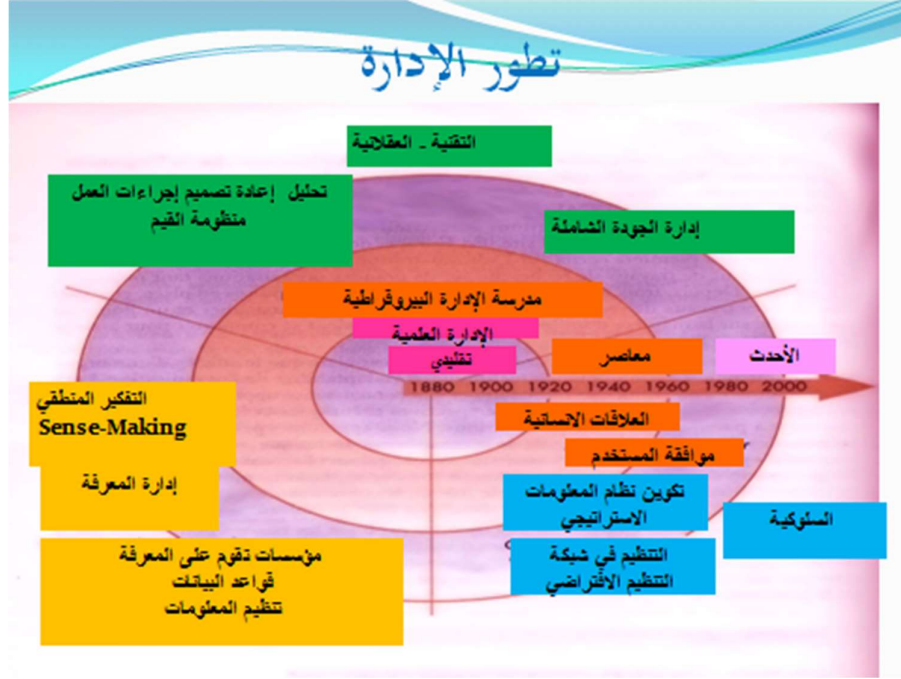 تطور الإدارة
التقنية - العقلانية
تحليل إعادة تصميم إجراءات العمل
منظومة القيم
إدارة الجودة الشاملة
مدرسة الإدارة البيروقراطية
الإدارة العلمية
تقليدي
معاصر
الأحدث
1880 1900 1920 1940 1960 1980 2000
التفكير المنطقي
Sense-Making
العلاقات الانسانية
موافقة المستخدم
إدارة المعرفة
تكوين نظام المعلومات
الاستراتيجي
السلوكية
مؤسسات تقوم على المعرفة
قواعد البيانات
تنظيم المعلومات
التنظيم في شبكة
التنظيم الافتراضي